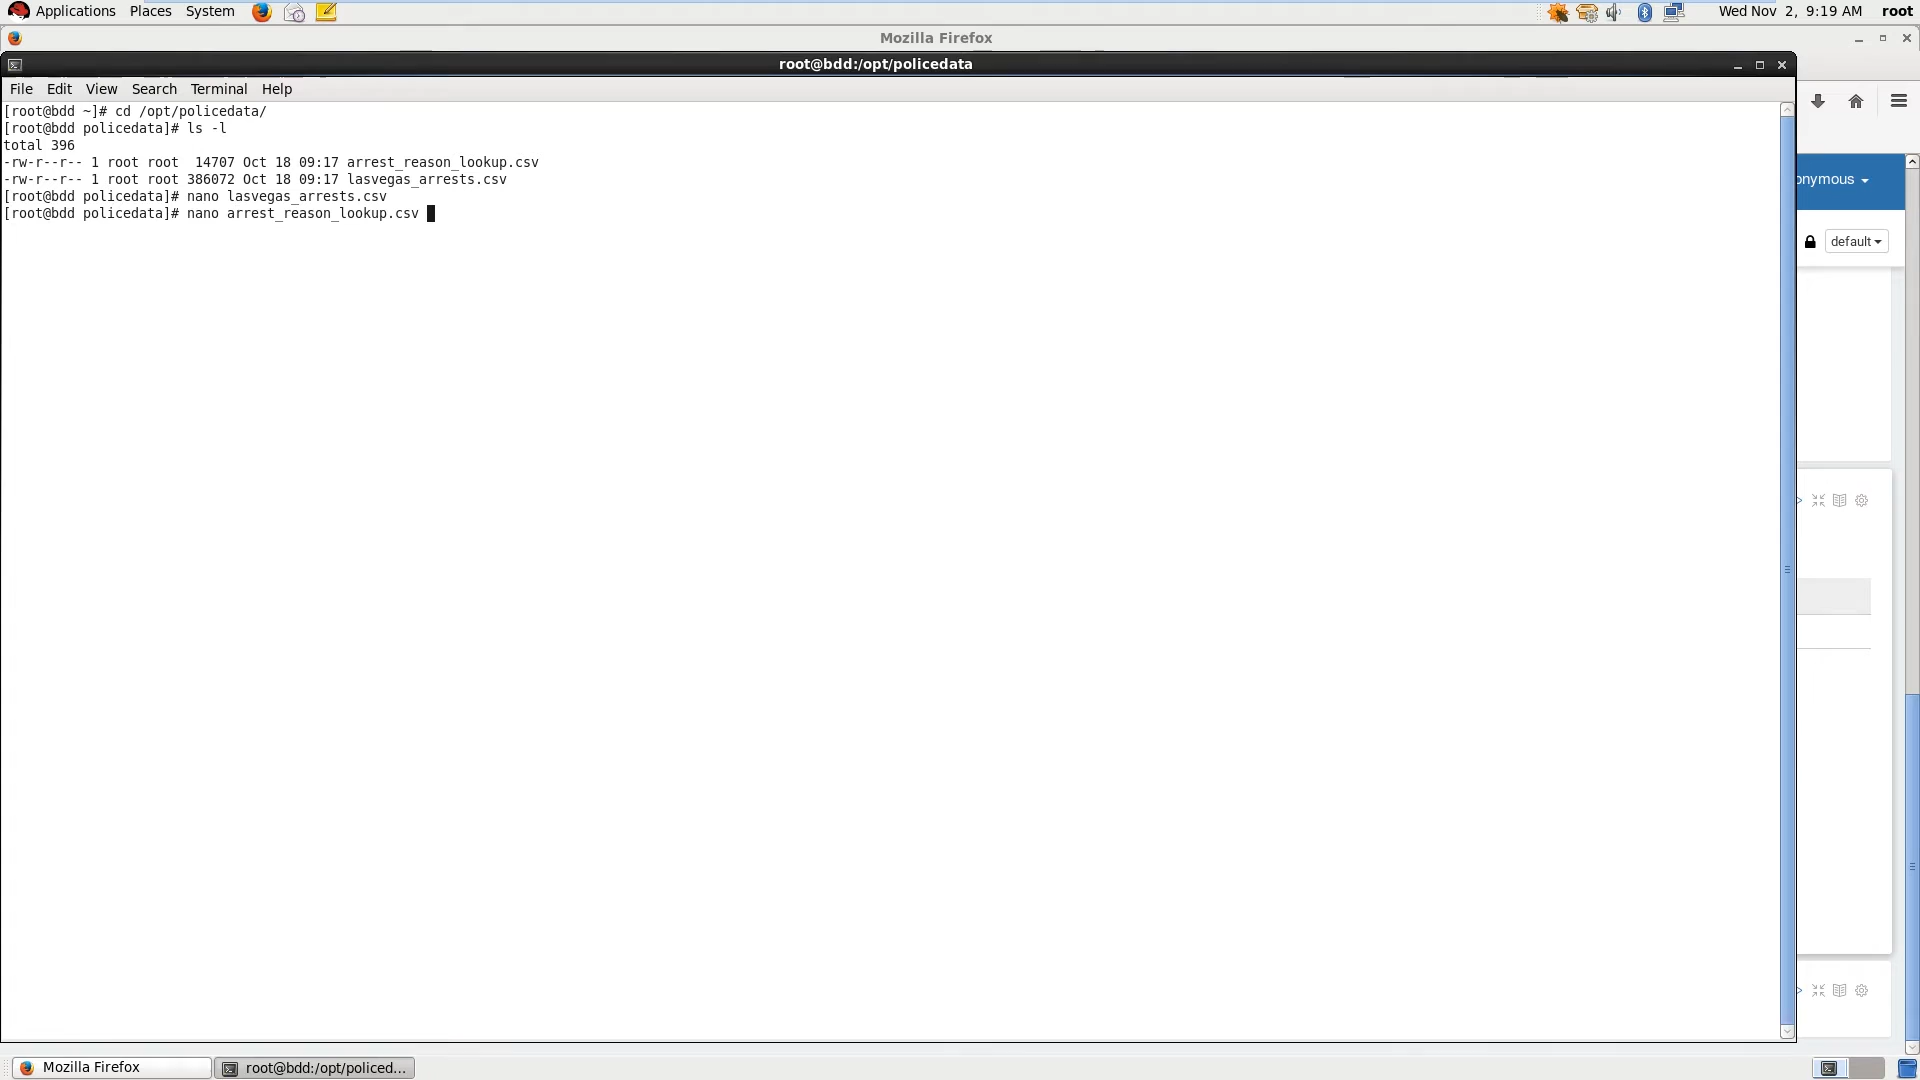 Applications Places System Wed Nov 2, 9:19 AM root
Mozilla Firefox
root@bdd:/opt/policedata
File Edit View Search Terminal Help
[root@bdd ~]# cd /opt/policedata/
[root@bdd policedata]# ls -l
total 396
-rw-r--r-- 1 root root  14707 Oct 18 09:17 arrest_reason_lookup.csv
-rw-r--r-- 1 root root 386072 Oct 18 09:17 lasvegas_arrests.csv
[root@bdd policedata]# nano lasvegas_arrests.csv
[root@bdd policedata]# nano arrest_reason_lookup.csv
onymous
default
Mozilla Firefox
root@bdd:/opt/policed...